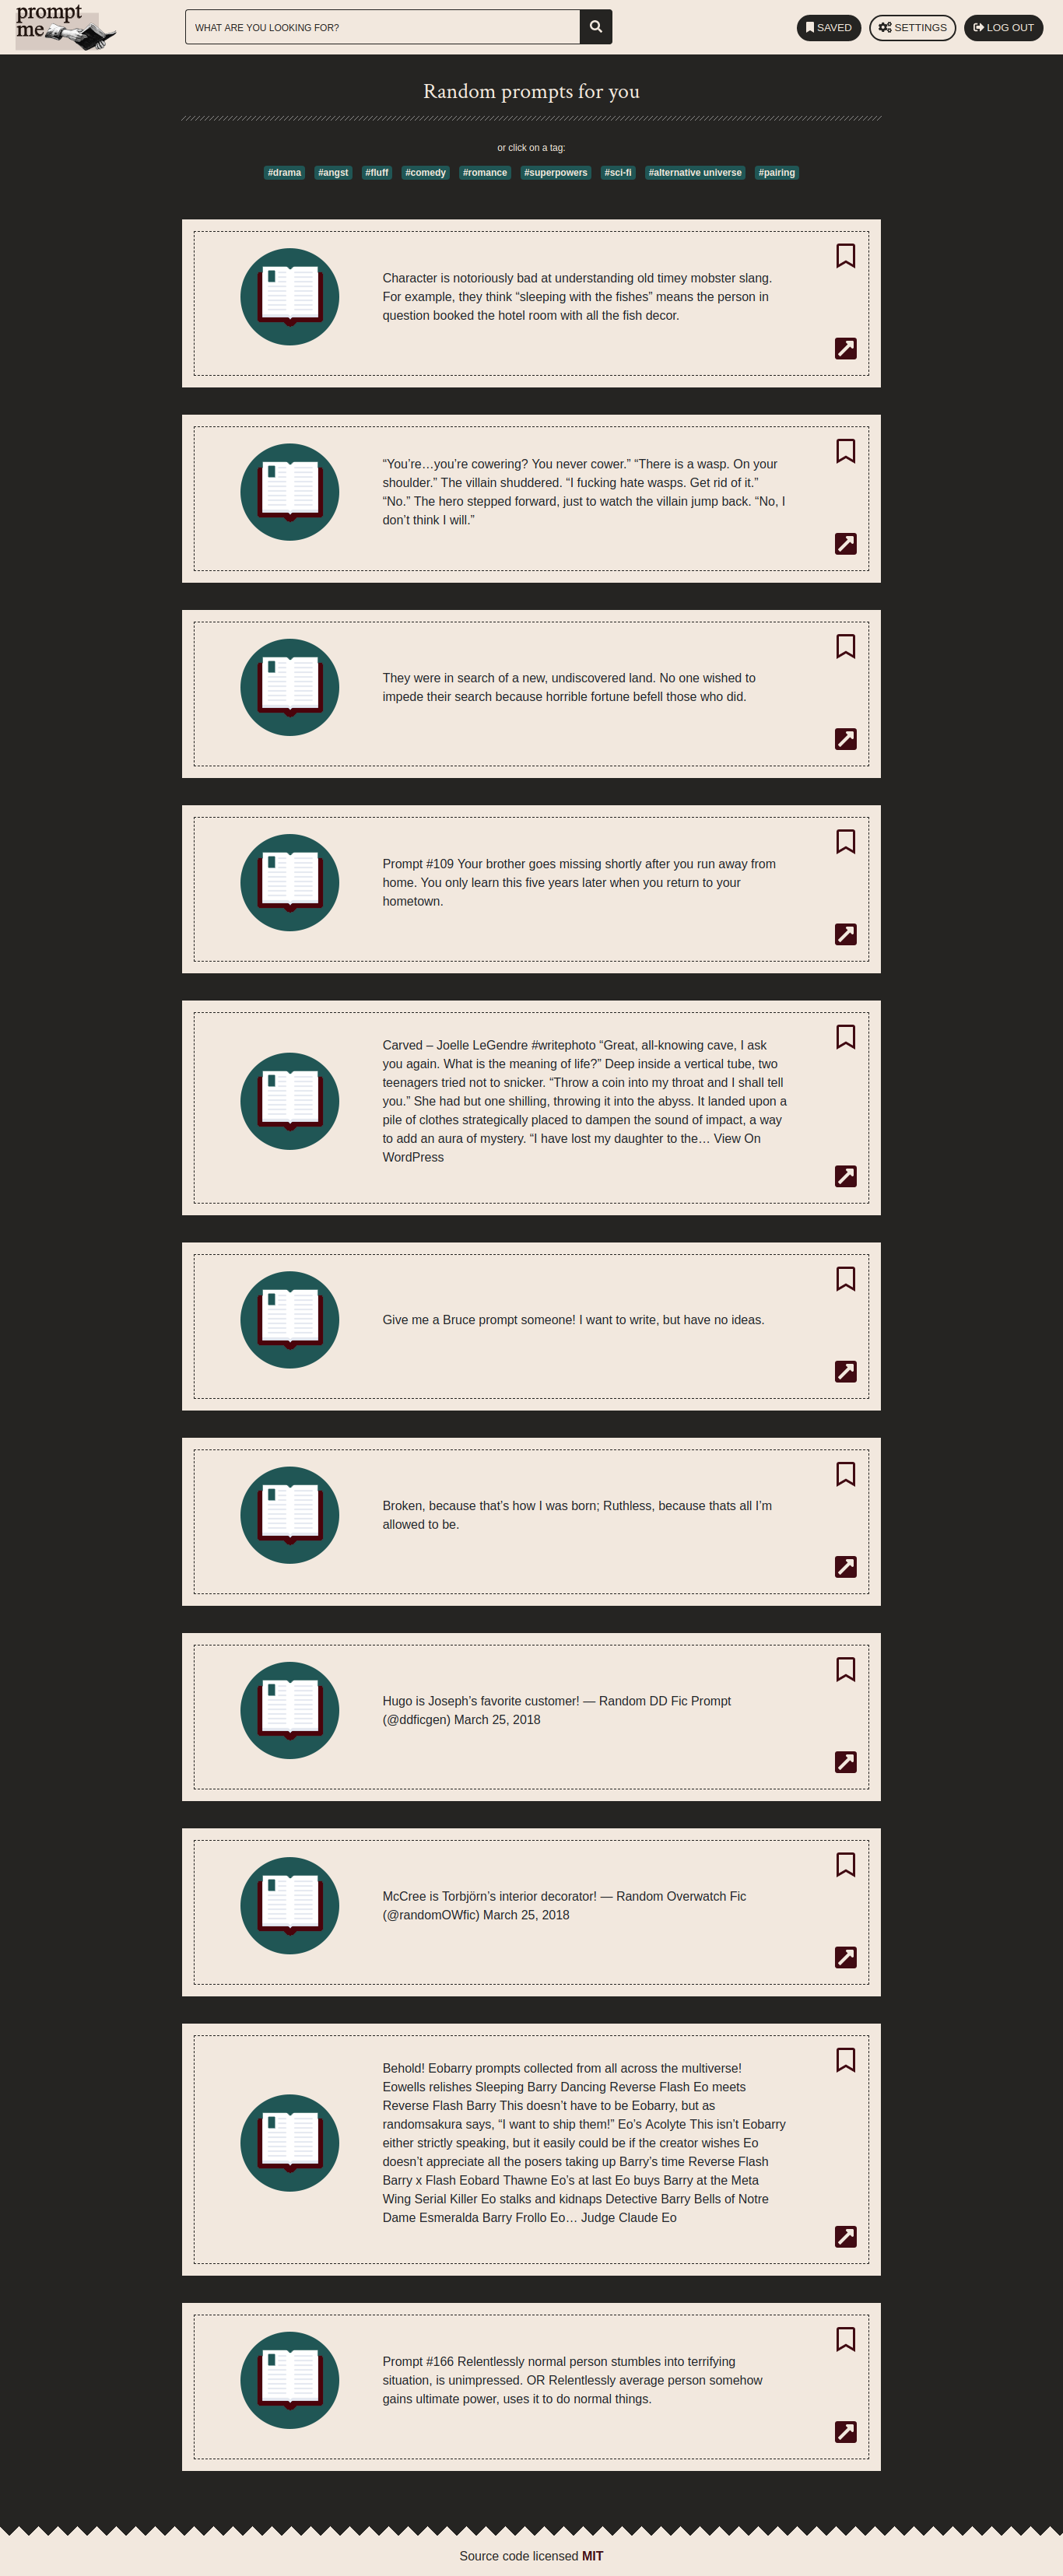 prompt
me
WHAT ARE YOU LOOKING FOR?
SAVED
SETTINGS
LOG OUT
Random prompts for you
or click on a tag:
#drama #angst #fluff #comedy #romance #superpowers #sci-fi #alternative universe #pairing
Character is notoriously bad at understanding old timey mobster slang.
For example, they think “sleeping with the fishes” means the person in
question booked the hotel room with all the fish decor.
“You’re…you’re cowering? You never cower.” “There is a wasp. On your
shoulder.” The villain shuddered. “I fucking hate wasps. Get rid of it.”
“No.” The hero stepped forward, just to watch the villain jump back. “No, I
don’t think I will.”
They were in search of a new, undiscovered land. No one wished to
impede their search because horrible fortune befell those who did.
Prompt #109 Your brother goes missing shortly after you run away from
home. You only learn this five years later when you return to your
hometown.
Carved – Joelle LeGendre #writephoto “Great, all-knowing cave, I ask
you again. What is the meaning of life?” Deep inside a vertical tube, two
teenagers tried not to snicker. “Throw a coin into my throat and I shall tell
you.” She had but one shilling, throwing it into the abyss. It landed upon a
pile of clothes strategically placed to dampen the sound of impact, a way
to add an aura of mystery. “I have lost my daughter to the… View On
WordPress
Give me a Bruce prompt someone! I want to write, but have no ideas.
Broken, because that’s how I was born; Ruthless, because thats all I’m
allowed to be.
Hugo is Joseph’s favorite customer! — Random DD Fic Prompt
(@ddficgen) March 25, 2018
McCree is Torbjörn’s interior decorator! — Random Overwatch Fic
(@randomOWfic) March 25, 2018
Behold! Eobarry prompts collected from all across the multiverse!
Eowells relishes Sleeping Barry Dancing Reverse Flash Eo meets
Reverse Flash Barry This doesn’t have to be Eobarry, but as
randomsakura says, “I want to ship them!” Eo’s Acolyte This isn’t Eobarry
either strictly speaking, but it easily could be if the creator wishes Eo
doesn’t appreciate all the posers taking up Barry’s time Reverse Flash
Barry x Flash Eobard Thawne Eo’s at last Eo buys Barry at the Meta
Wing Serial Killer Eo stalks and kidnaps Detective Barry Bells of Notre
Dame Esmeralda Barry Frollo Eo… Judge Claude Eo
Prompt #166 Relentlessly normal person stumbles into terrifying
situation, is unimpressed. OR Relentlessly average person somehow
gains ultimate power, uses it to do normal things.
Source code licensed MIT